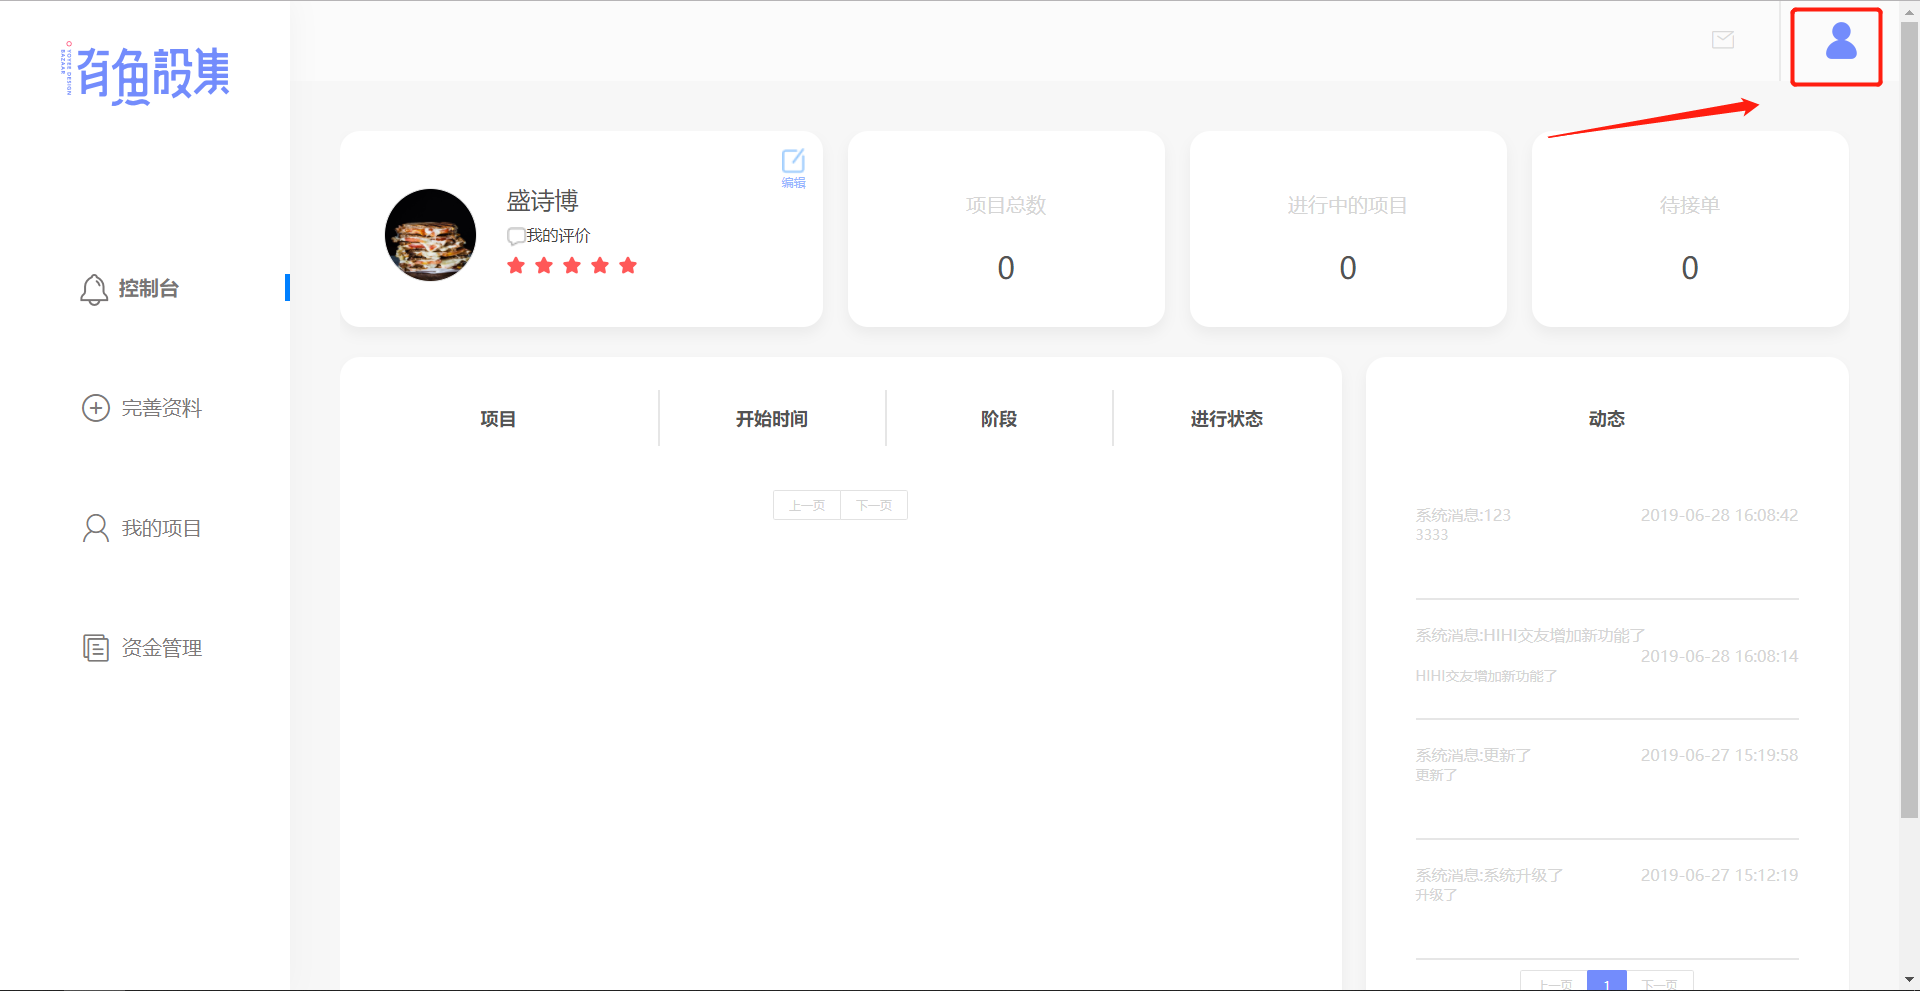 有鱼設集
YOYEE DESIGN
BAZAAR
控制台
完善资料
我的项目
资金管理
编辑
盛诗博
我的评价
项目总数
0
进行中的项目
0
待接单
0
项目 开始时间 阶段 进行状态
上一页 下一页
动态
系统消息:123 2019-06-28 16:08:42
3333
系统消息:HIHI交友增加新功能了
2019-06-28 16:08:14
HIHI交友增加新功能了
系统消息:更新了 2019-06-27 15:19:58
更新了
系统消息:系统升级了 2019-06-27 15:12:19
升级了
上一页 1 下一页